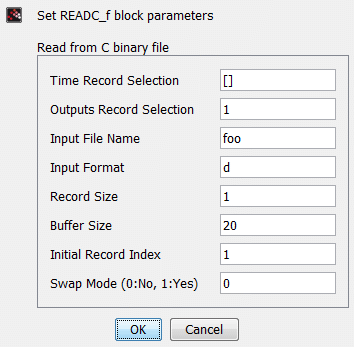 Set READC_f block parameters
Read from C binary file
Time Record Selection []
Outputs Record Selection 1
Input File Name foo
Input Format d
Record Size 1
Buffer Size 20
Initial Record Index 1
Swap Mode (0:No, 1:Yes) 0
OK Cancel